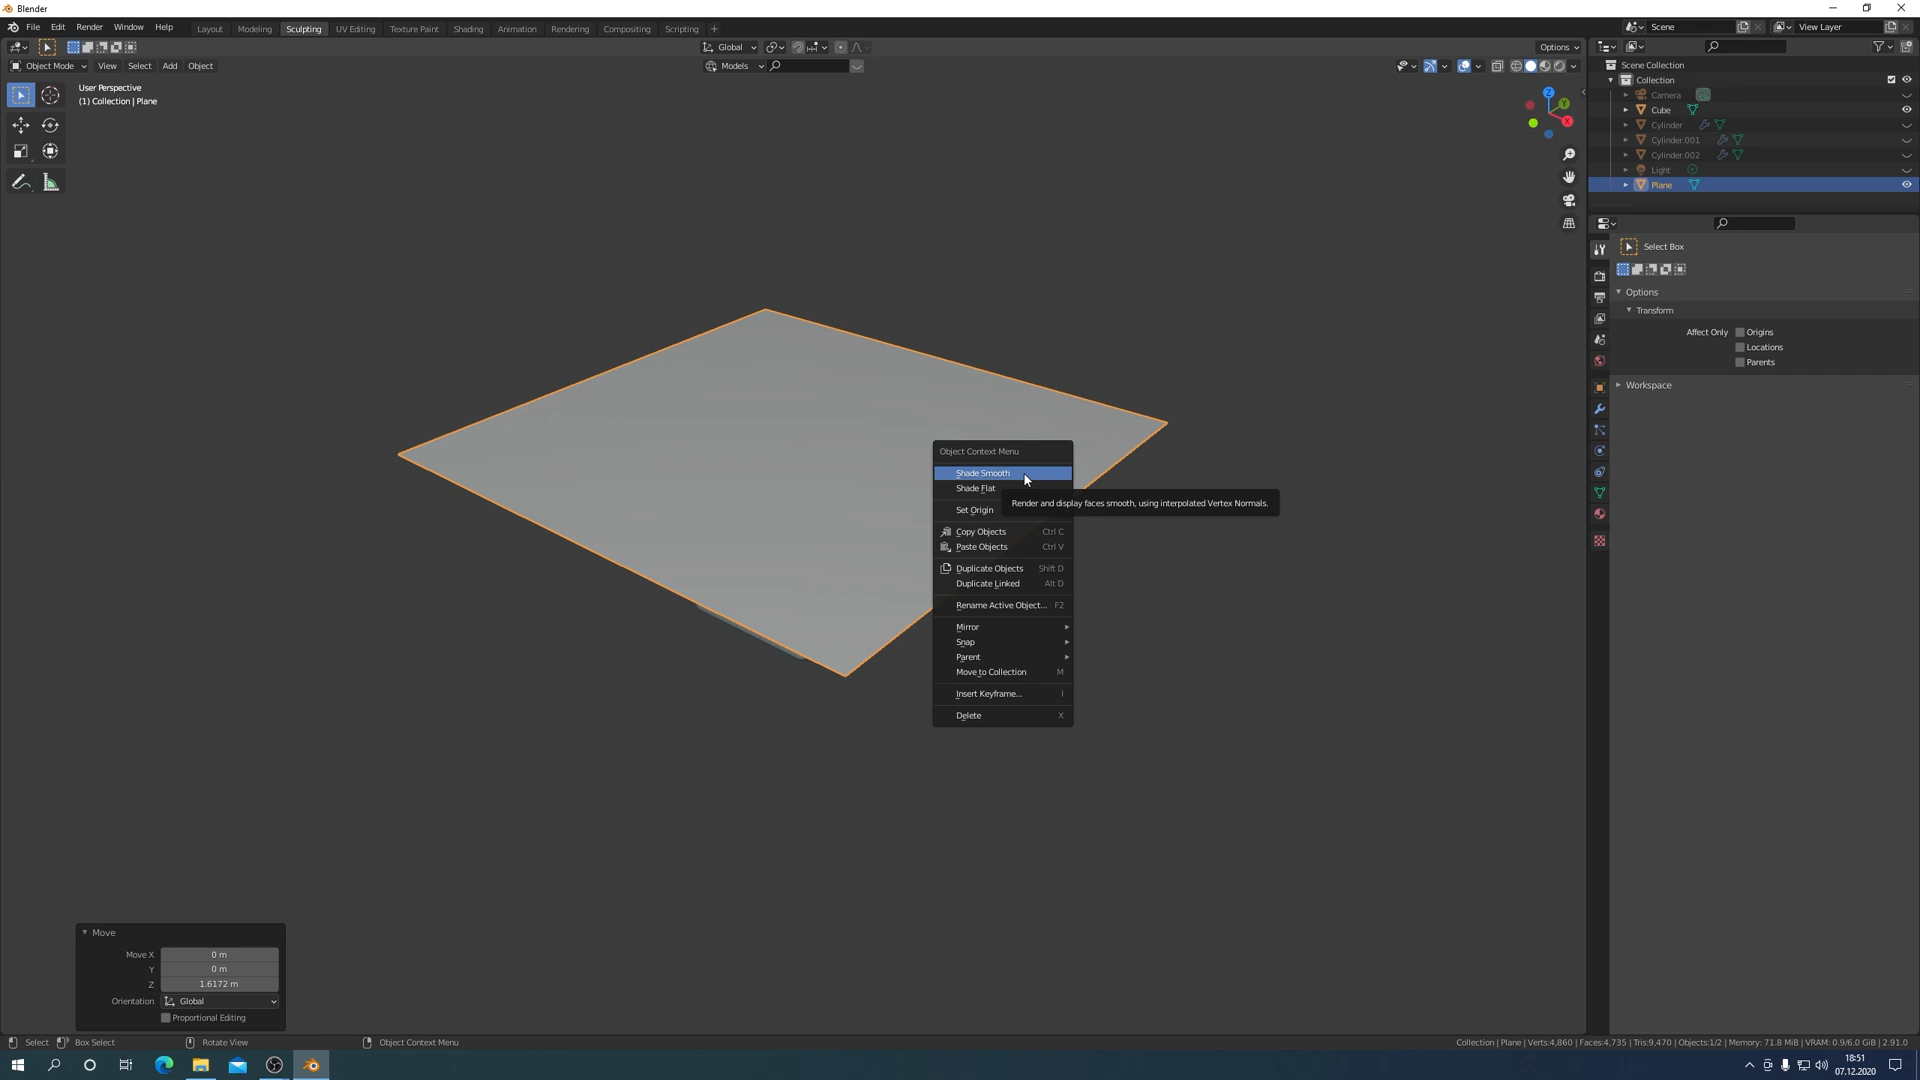 Blender
File Edit Render Window Help
Layout Modeling Sculpting UV Editing Texture Paint Shading Animation Rendering Compositing Scripting +
Scene
View Layer
Global
Options
Object Mode View Select Add Object
Models
User Perspective
(1) Collection | Plane
Z
Y
X
Scene Collection
Collection
Camera
Cube
Cylinder
Cylinder.001
Cylinder.002
Light
Plane
Select Box
Options
Transform
Affect Only Origins
Locations
Parents
Workspace
Object Context Menu
Shade Smooth
Shade Flat
Render and display faces smooth, using interpolated Vertex Normals.
Set Origin
Copy Objects Ctrl C
Paste Objects Ctrl V
Duplicate Objects Shift D
Duplicate Linked Alt D
Rename Active Object... F2
Mirror
Snap
Parent
Move to Collection M
Insert Keyframe... I
Delete X
Move
Move X 0 m
Y 0 m
Z 1.6172 m
Orientation Global
Proportional Editing
Select Box Select Rotate View Object Context Menu
Collection | Plane | Verts:4,860 | Faces:4,735 | Tris:9,470 | Objects:1/2 | Memory: 71.8 MiB | VRAM: 0.9/6.0 GiB | 2.91.0
18:51
07.12.2020